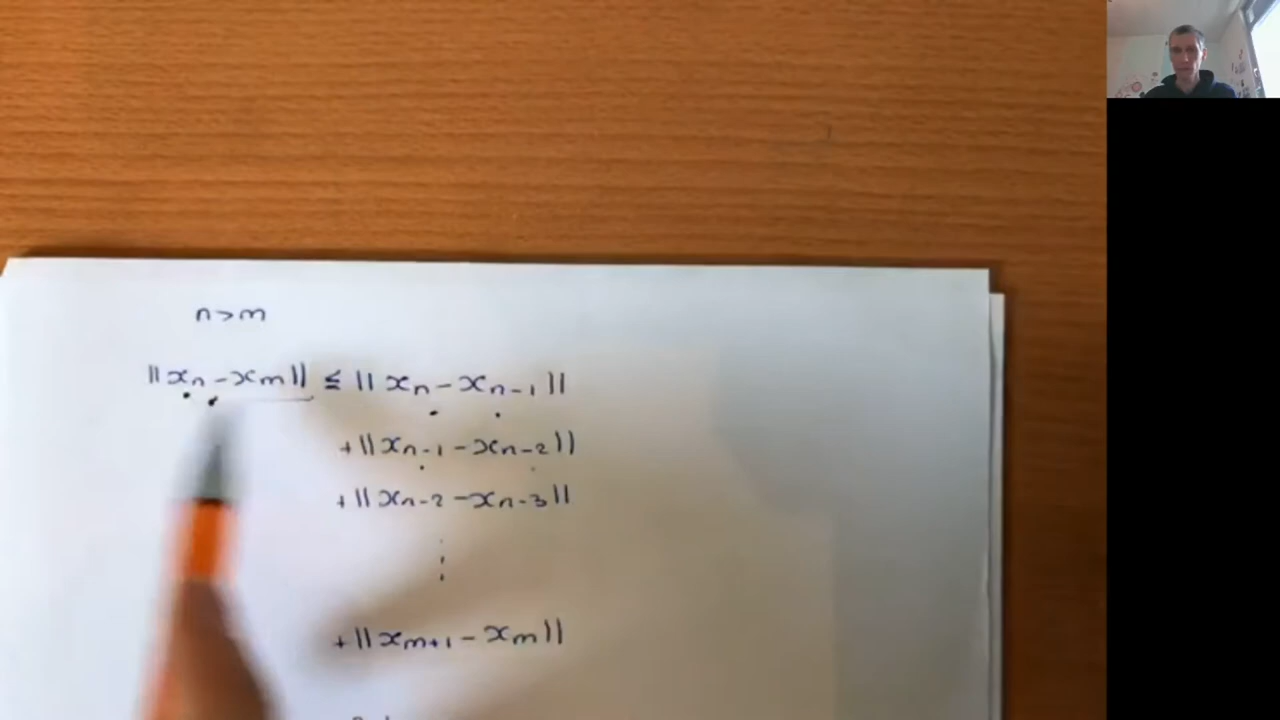 n>m
||xₙ-xₘ|| ≤ ||xₙ-xₙ₋₁||
+||xₙ₋₁-xₙ₋₂||
+||xₙ₋₂-xₙ₋₃||
⋮
+||xₘ₊₁-xₘ||